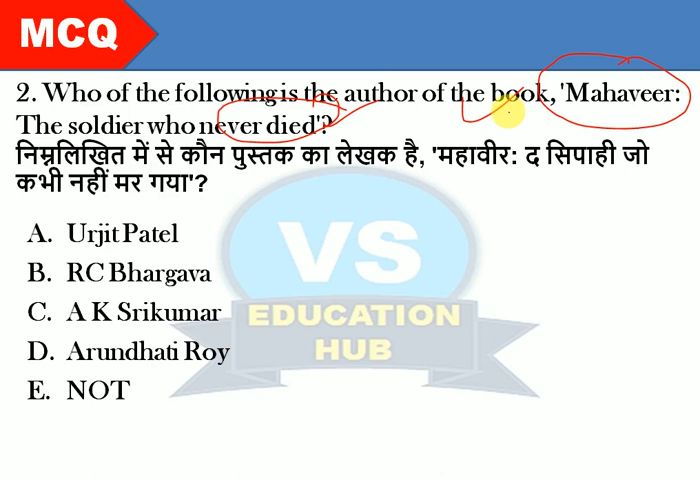 MCQ
2. Who of the following is the author of the book, 'Mahaveer:
The soldier who never died'?
निम्नलिखित में से कौन पुस्तक का लेखक है, 'महावीर: द सिपाही जो
कभी नहीं मर गया'?
A. Urjit Patel
B. RC Bhargava
C. A K Srikumar
D. Arundhati Roy
E. NOT
VS
EDUCATION
HUB